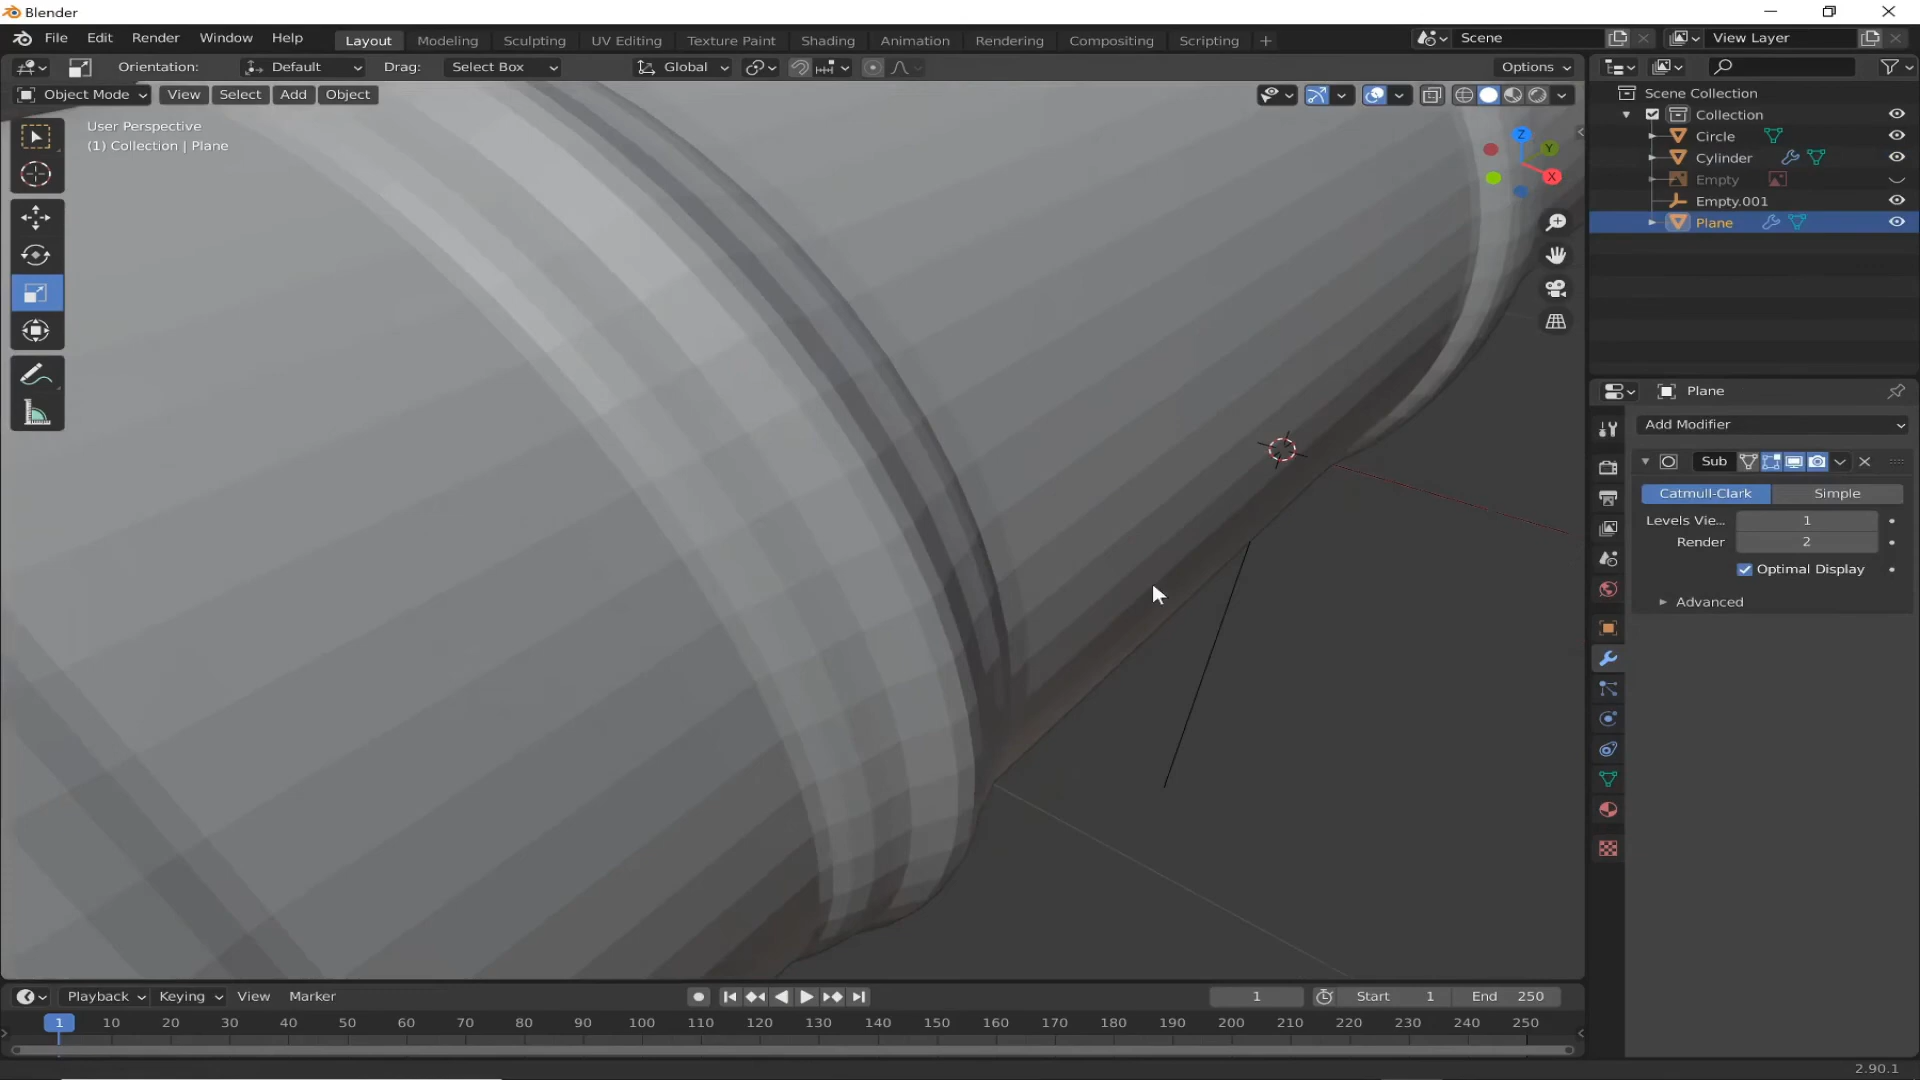 Blender
File Edit Render Window Help Layout Modeling Sculpting UV Editing Texture Paint Shading Animation Rendering Compositing Scripting + Scene View Layer
Orientation: Default Drag: Select Box Global Options
Object Mode View Select Add Object
User Perspective
(1) Collection | Plane
Z
Y
X
Scene Collection
Collection
Circle
Cylinder
Empty
Empty.001
Plane
Plane
Add Modifier
Sub
Catmull-Clark Simple
Levels Vie... 1
Render 2
Optimal Display
Advanced
Playback Keying View Marker 1 Start 1 End 250
1 10 20 30 40 50 60 70 80 90 100 110 120 130 140 150 160 170 180 190 200 210 220 230 240 250
2.90.1